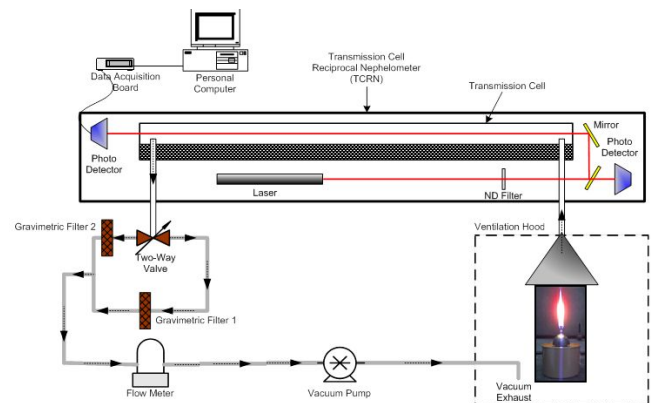 Data Acquisition
Board
Personal
Computer
Transmission Cell
Reciprocal Nephelometer
(TCRN)
Transmission Cell
Mirror
Photo
Detector
Photo
Detector
Laser
ND Filter
Ventilation Hood
Gravimetric Filter 2
Two-Way
Valve
Gravimetric Filter 1
Flow Meter
Vacuum Pump
Vacuum
Exhaust